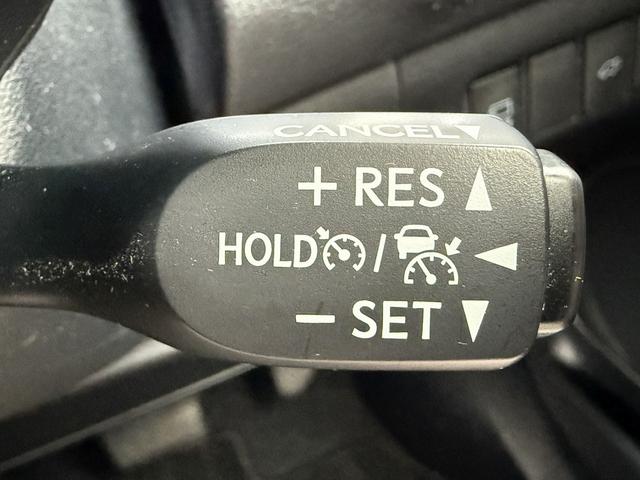 CANCEL
+ RES
HOLD /
− SET